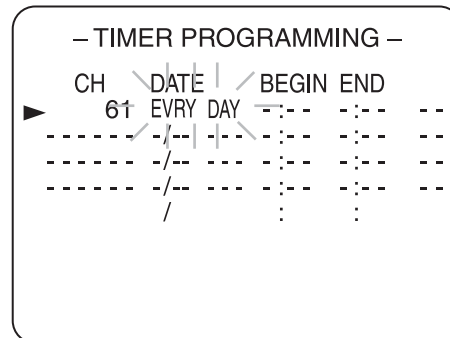 – TIMER PROGRAMMING –
CH DATE BEGIN END
► 61 EVRY DAY - : - - - : - - - -
- - - - - - - / - - - - - - : - - - : - - - -
- - - - - - - / - - - - - - : - - - : - - - -
- - - - - - - / - - - - - - : - - - : - - - -
/ : :